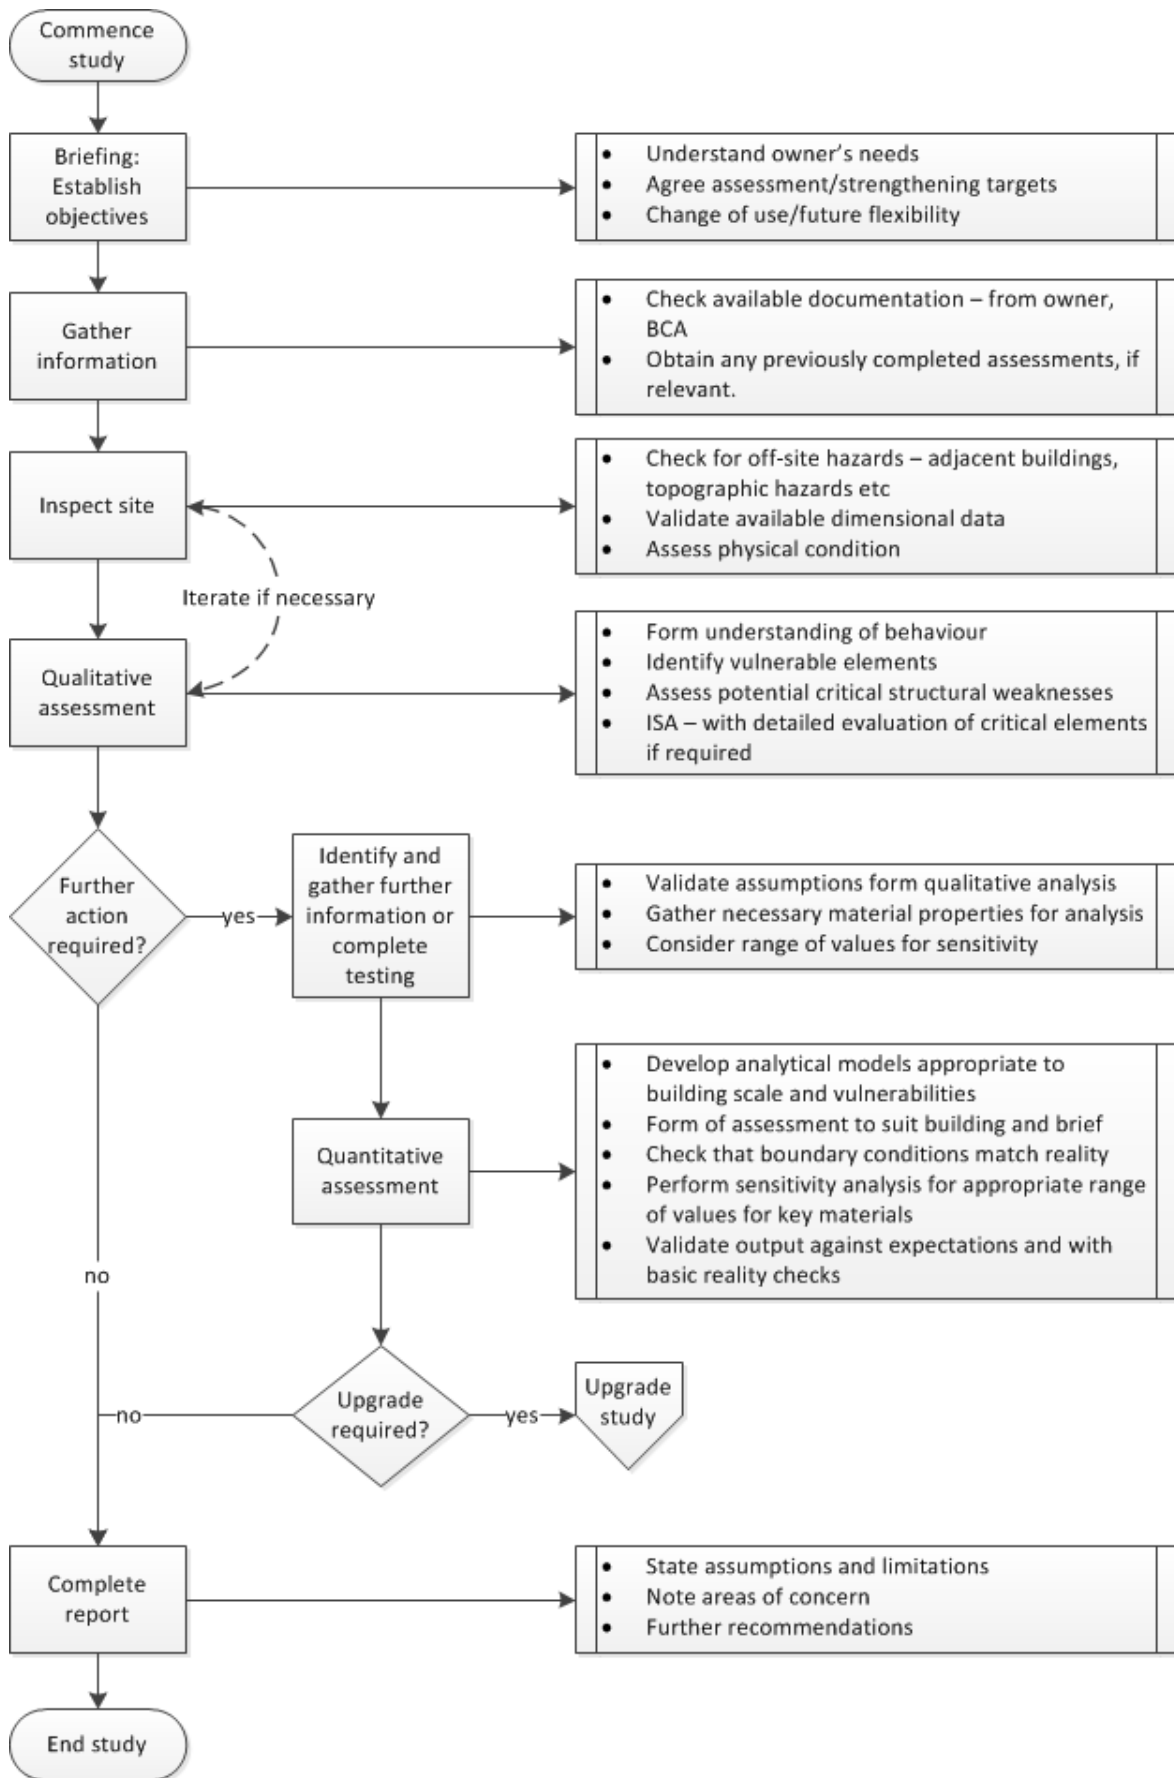 Commence
study
Briefing:
Establish
objectives
• Understand owner's needs
• Agree assessment/strengthening targets
• Change of use/future flexibility
Gather
information
• Check available documentation – from owner,
BCA
• Obtain any previously completed assessments, if
relevant.
Inspect site
• Check for off-site hazards – adjacent buildings,
topographic hazards etc
• Validate available dimensional data
• Assess physical condition
Iterate if necessary
Qualitative
assessment
• Form understanding of behaviour
• Identify vulnerable elements
• Assess potential critical structural weaknesses
• ISA – with detailed evaluation of critical elements
if required
Further
action
required?
yes
Identify and
gather further
information or
complete
testing
• Validate assumptions form qualitative analysis
• Gather necessary material properties for analysis
• Consider range of values for sensitivity
Quantitative
assessment
• Develop analytical models appropriate to
building scale and vulnerabilities
• Form of assessment to suit building and brief
• Check that boundary conditions match reality
• Perform sensitivity analysis for appropriate range
of values for key materials
• Validate output against expectations and with
basic reality checks
no
Upgrade
required?
no
yes
Upgrade
study
Complete
report
• State assumptions and limitations
• Note areas of concern
• Further recommendations
End study